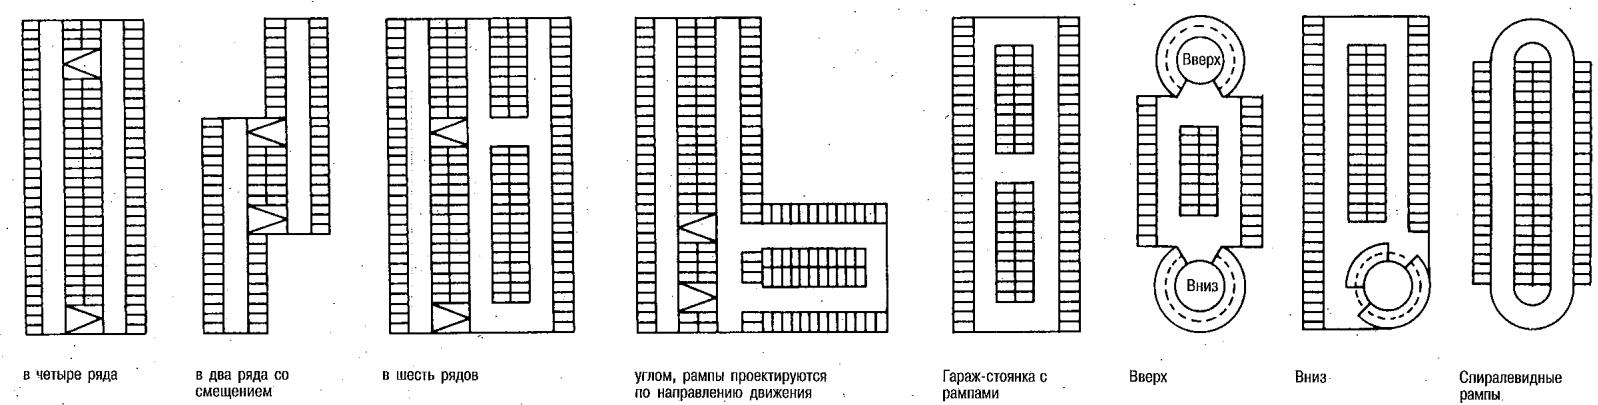 Вверх
Вниз
в четыре ряда
в два ряда со
смещением
в шесть рядов
углом, рампы проектируются
по направлению движения
Гараж-стоянка с
рампами
Вверх
Вниз
Спиралевидные
рампы